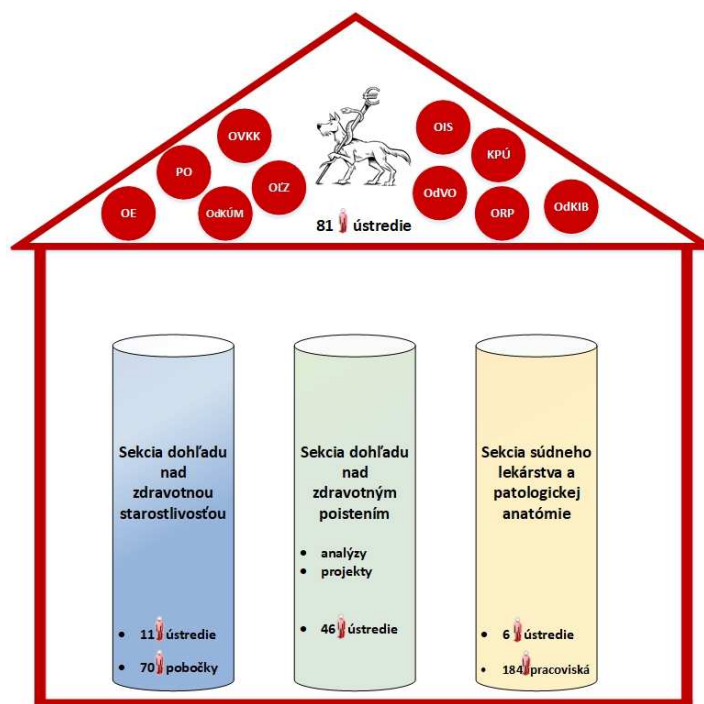 OVKK
PO
OĽZ
OE
OdKÚM
OIS
KPÚ
OdVO
ORP
OdKIB
81 ústredie
Sekcia dohľadu
nad
zdravotnou
starostlivosťou
• 11 ústredie
• 70 pobočky
Sekcia dohľadu
nad
zdravotným
poistením
• analýzy
• projekty
• 46 ústredie
Sekcia súdneho
lekárstva a
patologickej
anatómie
• 6 ústredie
• 184 pracoviská